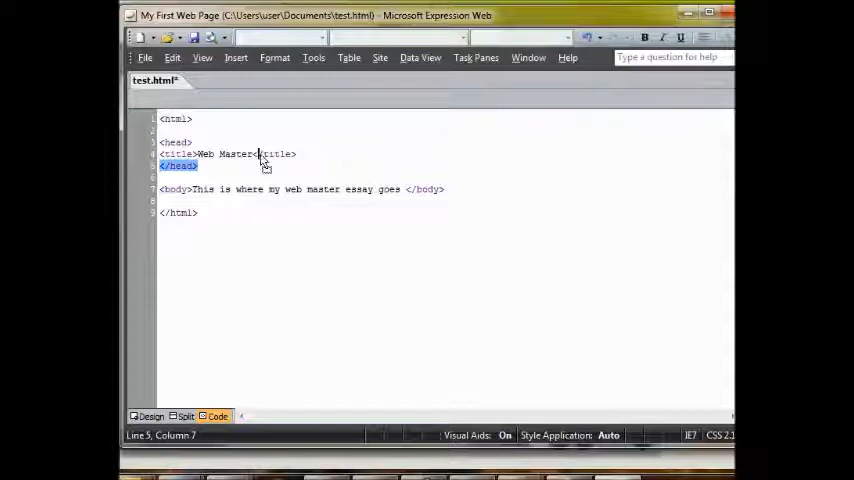 My First Web Page (C:\Users\user\Documents\test.html) - Microsoft Expression Web
File Edit View Insert Format Tools Table Site Data View Task Panes Window Help Type a question for help
test.html*
1 <html>
2
3 <head>
4 <title>Web Master</title>
5 </head>
6
7 <body>This is where my web master essay goes </body>
8
9 </html>
Design Split Code
Line 5, Column 7 Visual Aids: On Style Application: Auto IE7 CSS 2.1